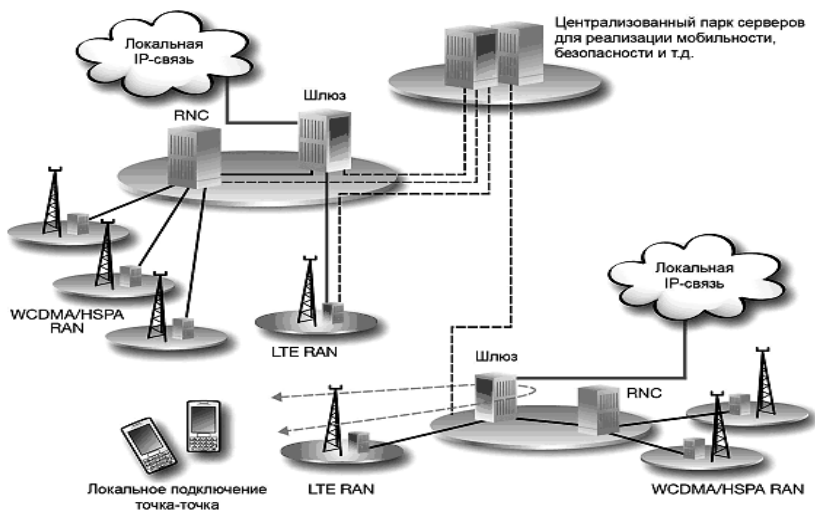 Локальная
IP-связь
Централизованный парк серверов
для реализации мобильности,
безопасности и т.д.
Шлюз
RNC
WCDMA/HSPA
RAN
LTE RAN
Локальная
IP-связь
Шлюз
RNC
LTE RAN
WCDMA/HSPA RAN
Локальное подключение
точка-точка